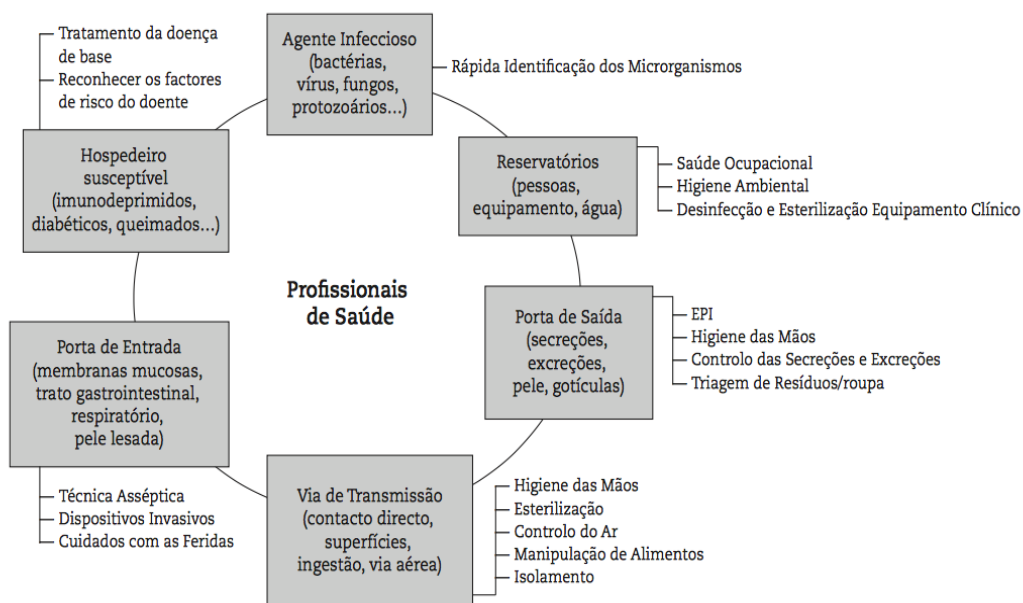 Agente Infeccioso
(bactérias,
vírus, fungos,
protozoários...)
Rápida Identificação dos Microrganismos
Reservatórios
(pessoas,
equipamento, água)
Saúde Ocupacional
Higiene Ambiental
Desinfecção e Esterilização Equipamento Clínico
Porta de Saída
(secreções,
excreções,
pele, gotículas)
EPI
Higiene das Mãos
Controlo das Secreções e Excreções
Triagem de Resíduos/roupa
Via de Transmissão
(contacto directo,
superfícies,
ingestão, via aérea)
Higiene das Mãos
Esterilização
Controlo do Ar
Manipulação de Alimentos
Isolamento
Porta de Entrada
(membranas mucosas,
trato gastrointestinal,
respiratório,
pele lesada)
Técnica Asséptica
Dispositivos Invasivos
Cuidados com as Feridas
Hospedeiro
susceptível
(imunodeprimidos,
diabéticos, queimados...)
Tratamento da doença
de base
Reconhecer os factores
de risco do doente
Profissionais
de Saúde